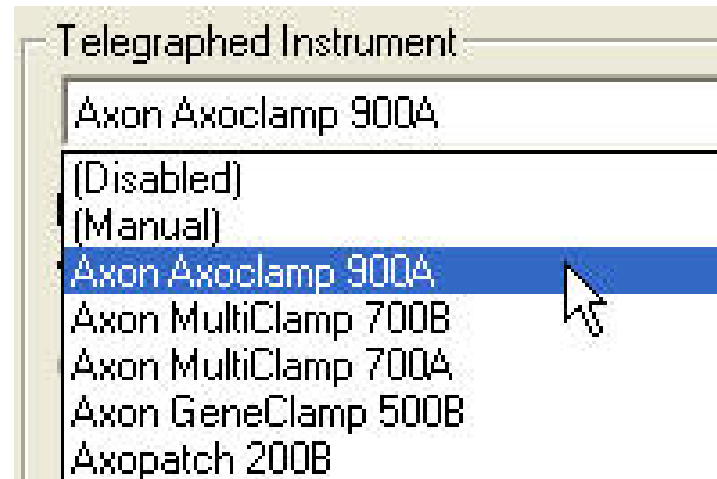 Telegraphed Instrument
Axon Axoclamp 900A
(Disabled)
(Manual)
Axon Axoclamp 900A
Axon MultiClamp 700B
Axon MultiClamp 700A
Axon GeneClamp 500B
Axopatch 200B